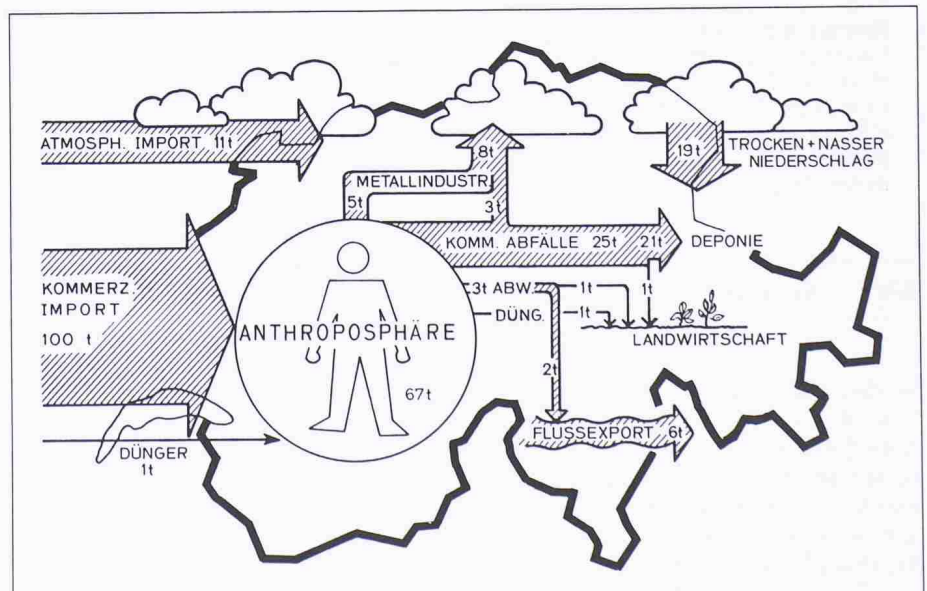 ATMOSPH. IMPORT 11t
8t
19t
TROCKEN + NASSER
NIEDERSCHLAG
METALLINDUSTR.
5t
3t
KOMM. ABFÄLLE 25t 21t
DEPONIE
KOMMERZ.
IMPORT
100 t
3t ABW.
1t
1t
DÜNG.
1t
ANTHROPOSPHÄRE
LANDWIRTSCHAFT
67t
2t
FLUSSEXPORT 6t
DÜNGER
1t